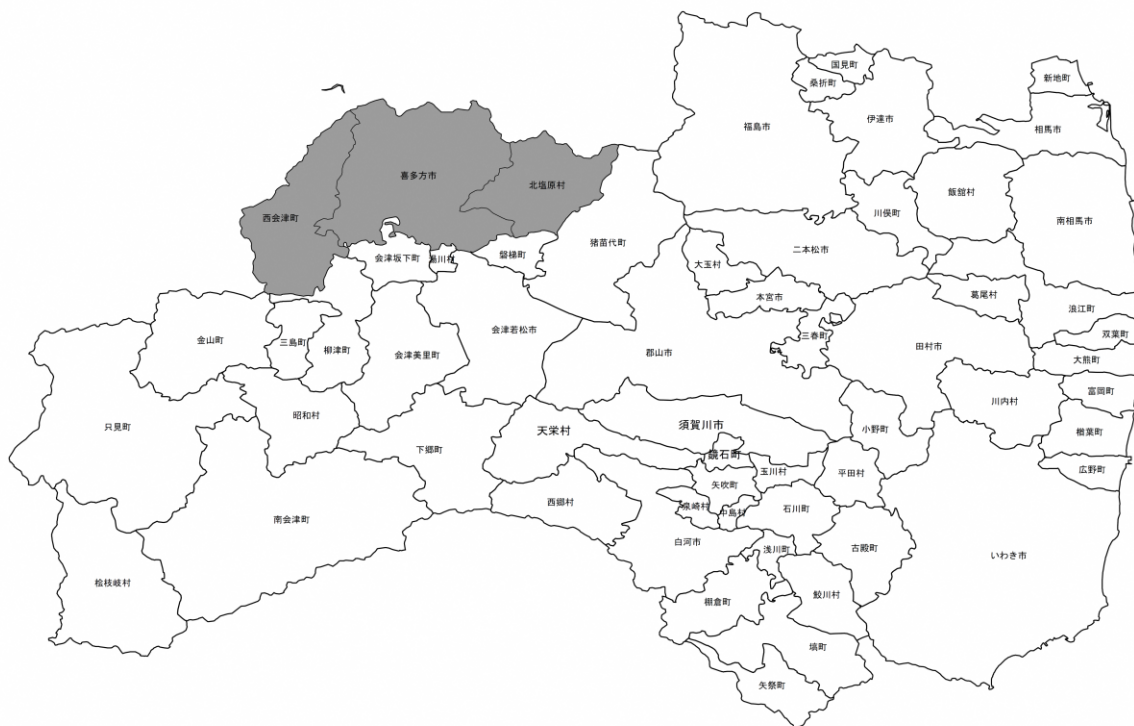 国見町
桑折町
新地町
福島市
伊達市
相馬市
喜多方市
北塩原村
飯舘村
西会津町
川俣町
南相馬市
猪苗代町
二本松市
会津坂下町
磐梯町
大玉村
本宮市
葛尾村
浪江町
会津若松市
三春町
双葉町
金山町
三島町
柳津町
会津美里町
郡山市
田村市
大熊町
富岡町
川内村
昭和村
只見町
須賀川市
天栄村
小野町
楢葉町
下郷町
鏡石町
玉川村
平田村
広野町
矢吹町
西郷村
泉崎村
中島村
石川町
南会津町
白河市
浅川町
古殿町
いわき市
桧枝岐村
棚倉町
鮫川村
塙町
矢祭町